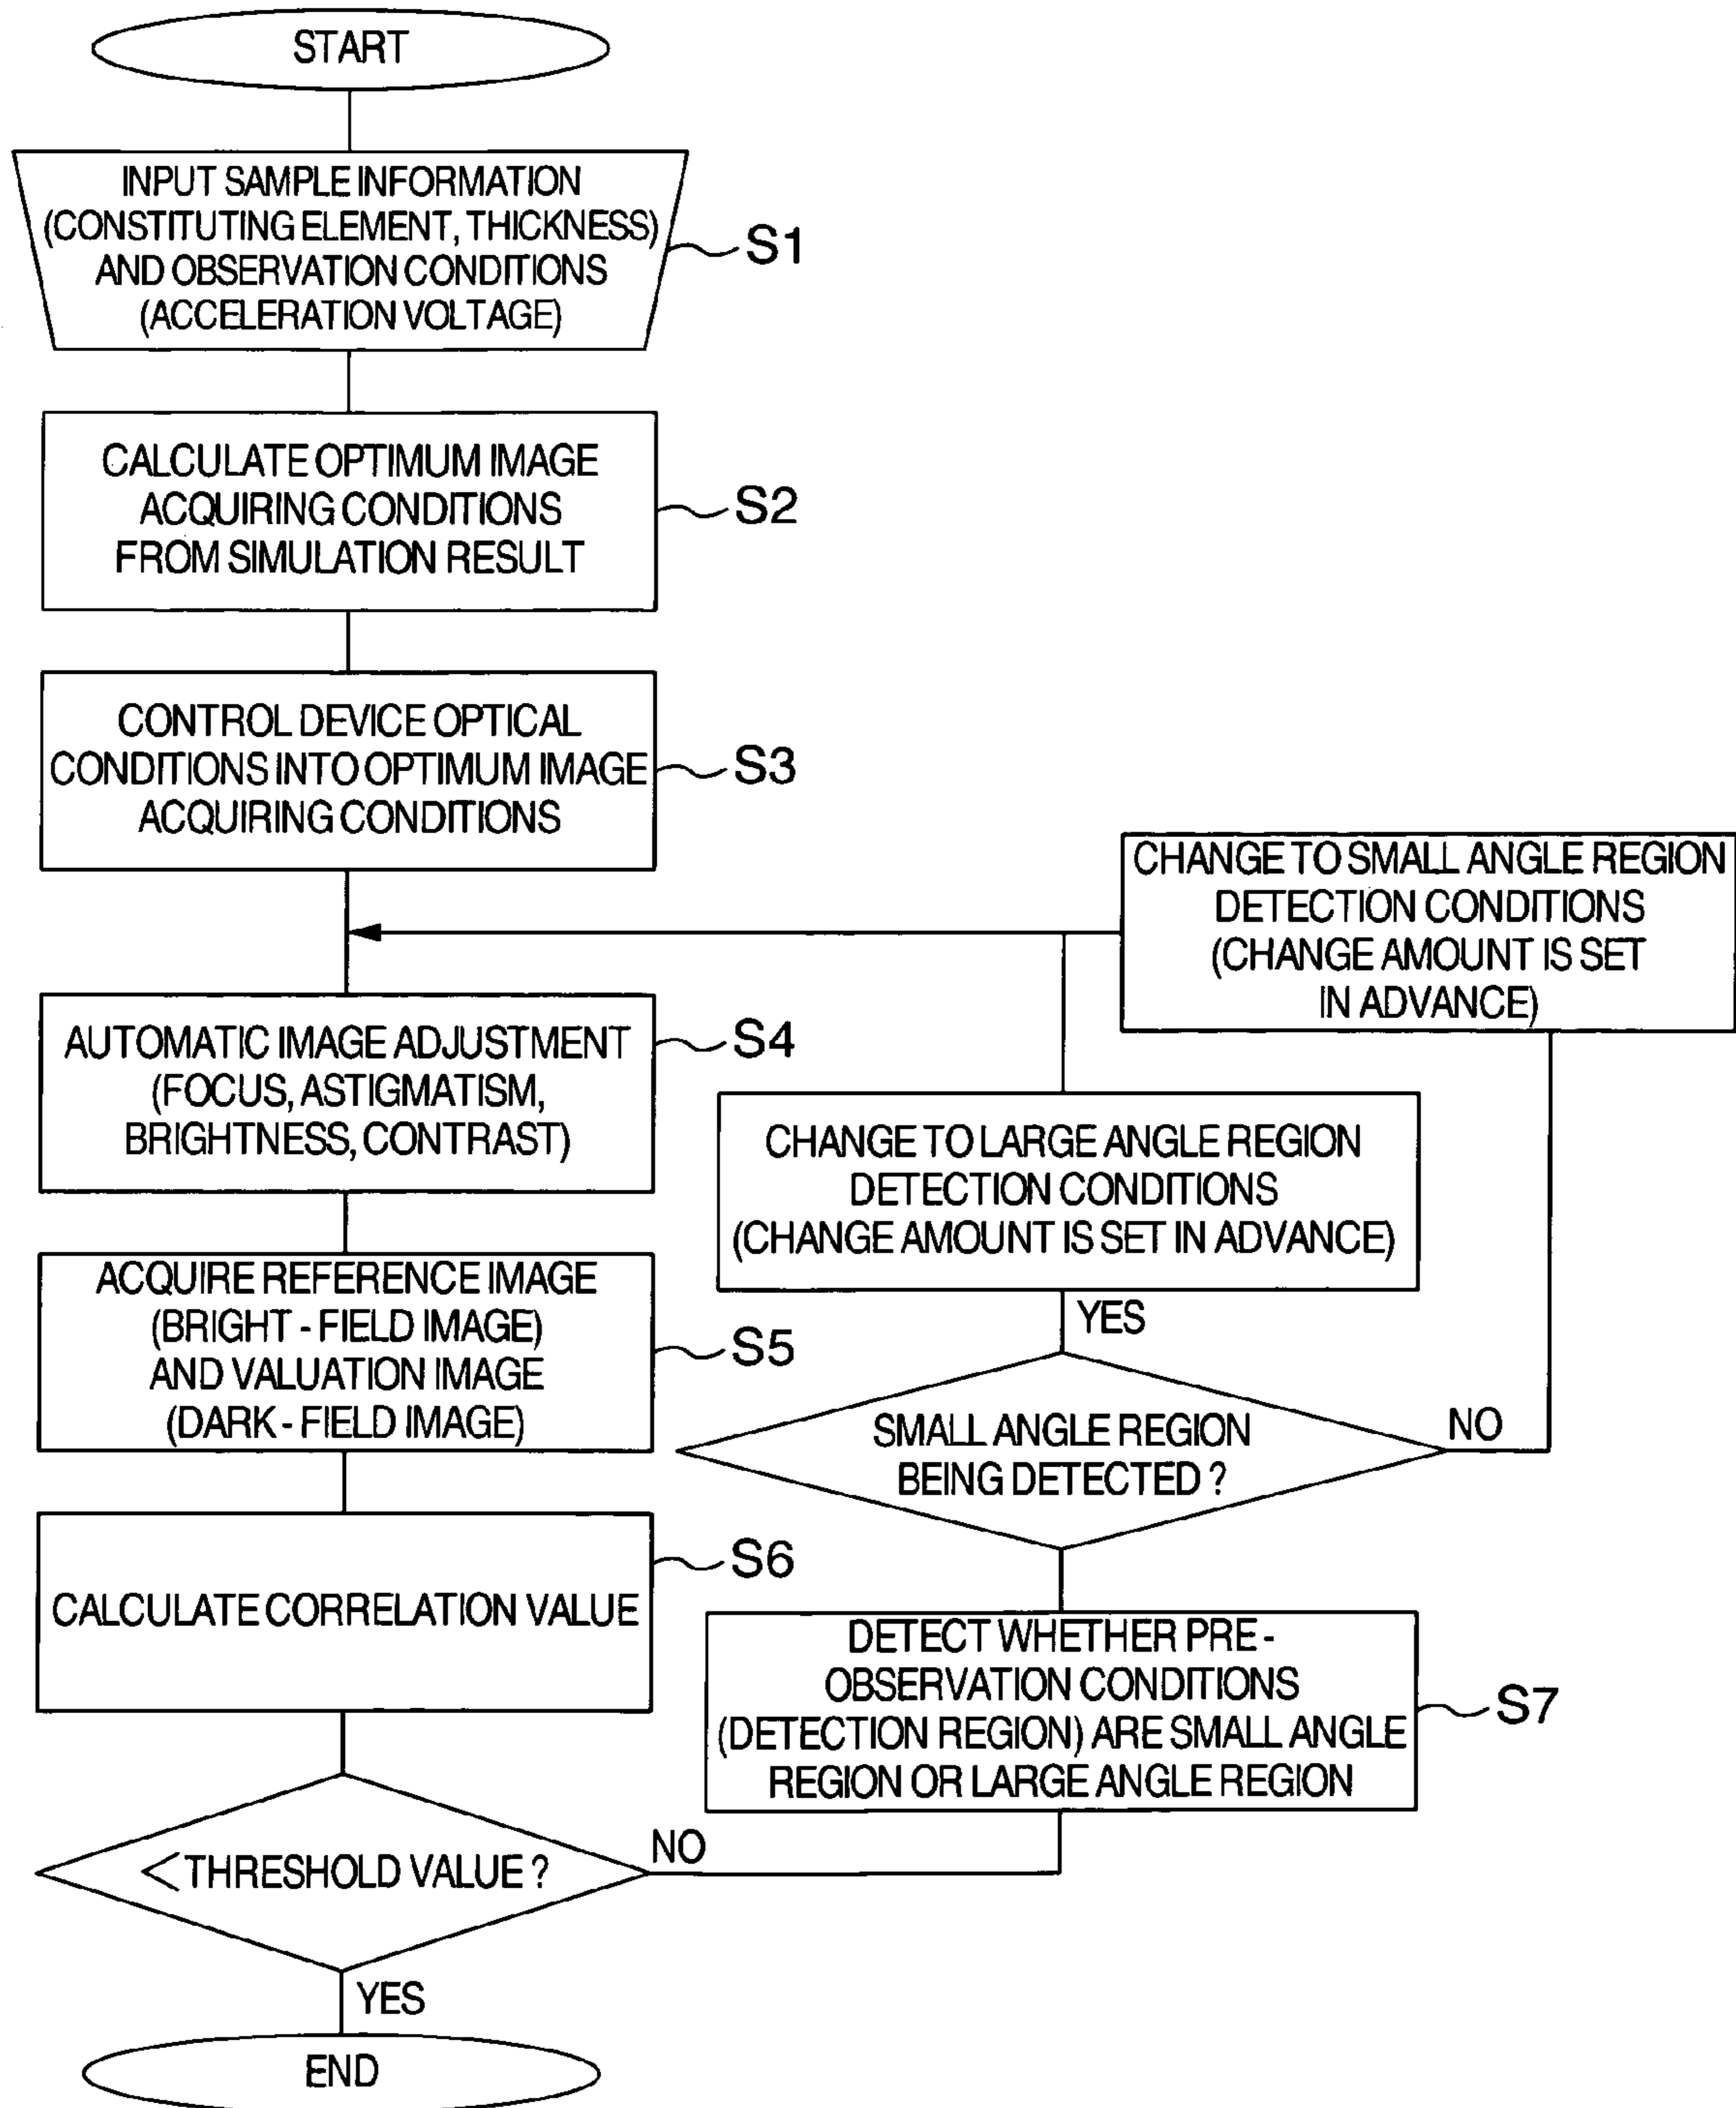 START
INPUT SAMPLE INFORMATION
(CONSTITUTING ELEMENT, THICKNESS)
AND OBSERVATION CONDITIONS
(ACCELERATION VOLTAGE)
S1
CALCULATE OPTIMUM IMAGE
ACQUIRING CONDITIONS
FROM SIMULATION RESULT
S2
CONTROL DEVICE OPTICAL
CONDITIONS INTO OPTIMUM IMAGE
ACQUIRING CONDITIONS
S3
AUTOMATIC IMAGE ADJUSTMENT
(FOCUS, ASTIGMATISM,
BRIGHTNESS, CONTRAST)
S4
ACQUIRE REFERENCE IMAGE
(BRIGHT - FIELD IMAGE)
AND VALUATION IMAGE
(DARK - FIELD IMAGE)
S5
CALCULATE CORRELATION VALUE
S6
<THRESHOLD VALUE ?
NO
YES
END
DETECT WHETHER PRE -
OBSERVATION CONDITIONS
(DETECTION REGION) ARE SMALL ANGLE
REGION OR LARGE ANGLE REGION
S7
SMALL ANGLE REGION
BEING DETECTED ?
YES
NO
CHANGE TO LARGE ANGLE REGION
DETECTION CONDITIONS
(CHANGE AMOUNT IS SET IN ADVANCE)
CHANGE TO SMALL ANGLE REGION
DETECTION CONDITIONS
(CHANGE AMOUNT IS SET
IN ADVANCE)